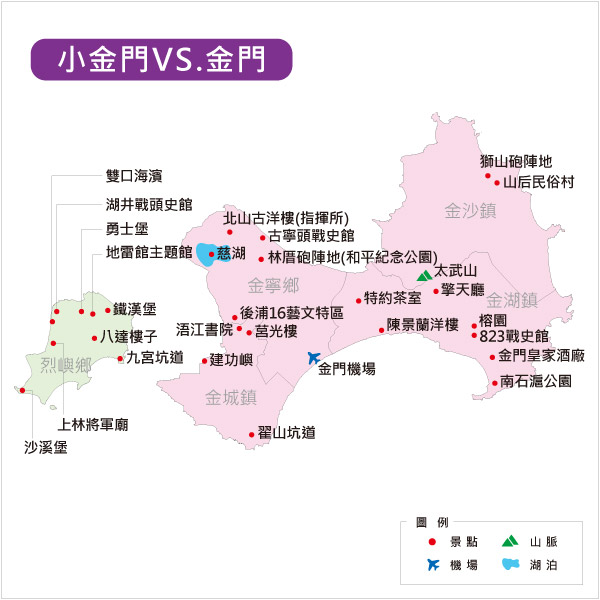 小金門VS.金門
獅山砲陣地
山后民俗村
雙口海濱
湖井戰頭史館
勇士堡
地雷館主題館
北山古洋樓(指揮所)
古寧頭戰史館
林厝砲陣地(和平紀念公園)
慈湖
金沙鎮
太武山
擎天廳
特約茶室
金寧鄉
金湖鎮
鐵漢堡
八達樓子
九宮坑道
烈嶼鄉
後浦16藝文特區
浯江書院
莒光樓
建功嶼
金門機場
陳景蘭洋樓
榕園
823戰史館
金門皇家酒廠
南石滬公園
金城鎮
翟山坑道
上林將軍廟
沙溪堡
圖 例
景點
山脈
機場
湖泊